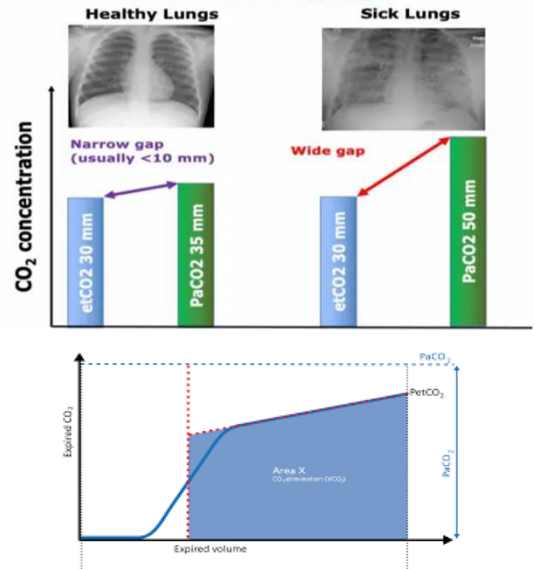 Healthy Lungs
Sick Lungs
CO₂ concentration
Narrow gap
(usually <10 mm)
Wide gap
etCO2 30 mm
PaCO2 35 mm
etCO2 30 mm
PaCO2 50 mm
PaCO₂
Expired CO₂
PetCO₂
PaCO₂
Area X
CO₂ elimination (VCO₂)
Expired volume